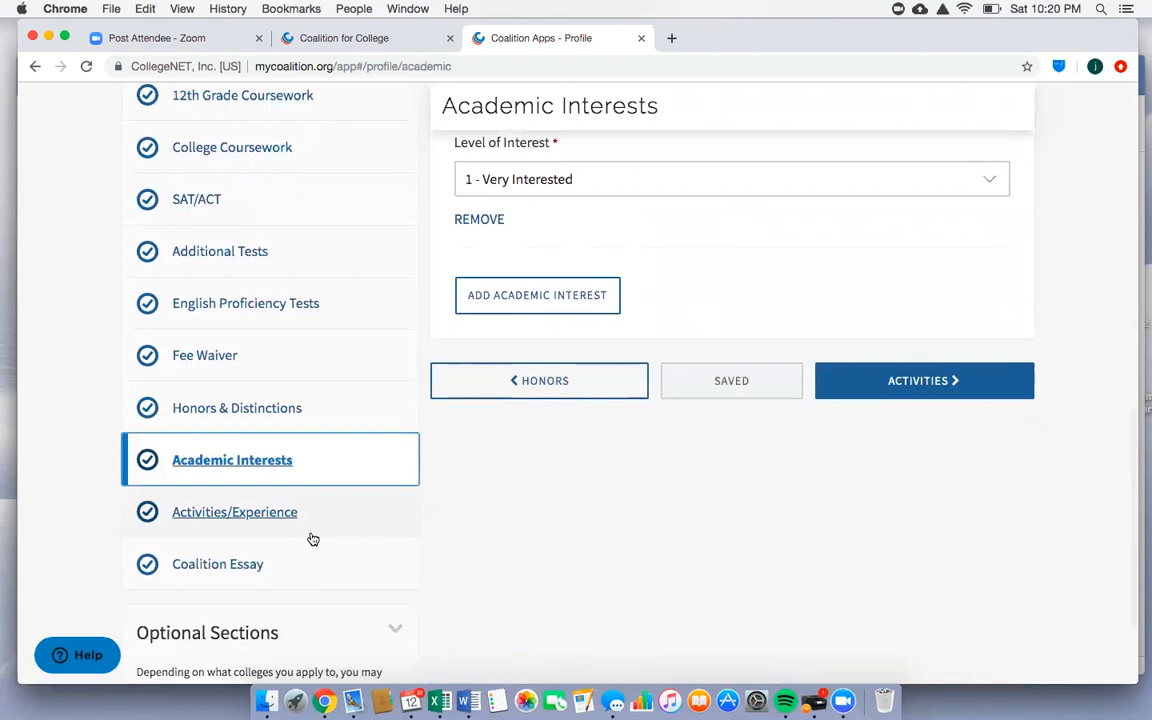 Chrome File Edit View History Bookmarks People Window Help Sat 10:20 PM
Post Attendee - Zoom Coalition for College Coalition Apps - Profile
CollegeNET, Inc. [US] mycoalition.org/app#/profile/academic j
12th Grade Coursework
College Coursework
SAT/ACT
Additional Tests
English Proficiency Tests
Fee Waiver
Honors & Distinctions
Academic Interests
Activities/Experience
Coalition Essay
Optional Sections
Depending on what colleges you apply to, you may
Academic Interests
Level of Interest *
1 - Very Interested
REMOVE
ADD ACADEMIC INTEREST
HONORS SAVED ACTIVITIES
Help